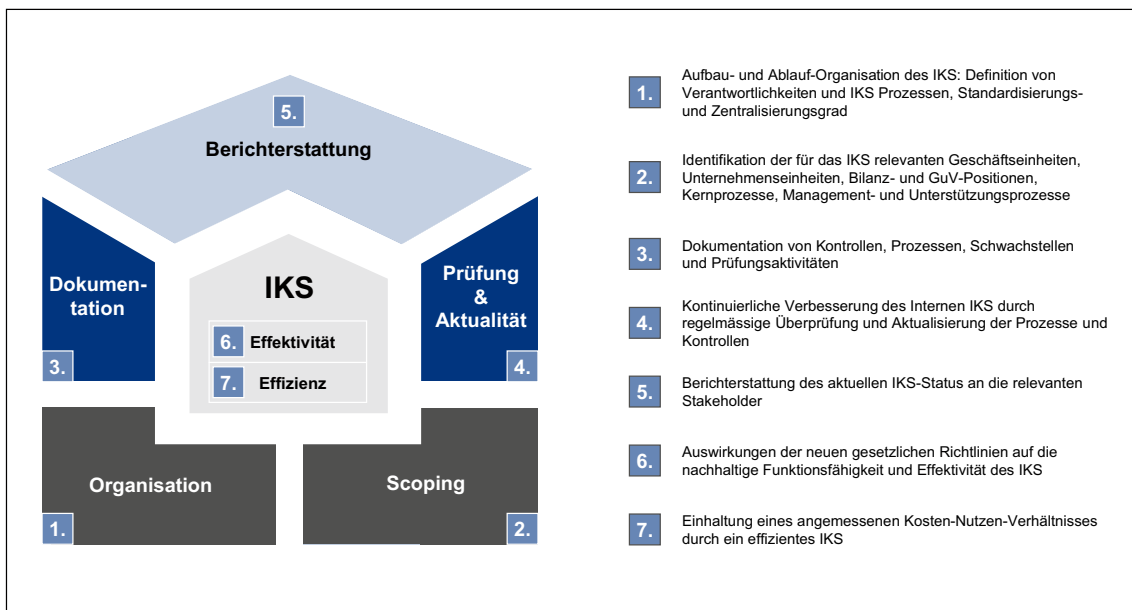 5.
Berichterstattung
Dokumen-
tation
3.
IKS
6. Effektivität
7. Effizienz
Prüfung
&
Aktualität
4.
Organisation
1.
Scoping
2.
1. Aufbau- und Ablauf-Organisation des IKS: Definition von
Verantwortlichkeiten und IKS Prozessen, Standardisierungs-
und Zentralisierungsgrad
2. Identifikation der für das IKS relevanten Geschäftseinheiten,
Unternehmenseinheiten, Bilanz- und GuV-Positionen,
Kernprozesse, Management- und Unterstützungsprozesse
3. Dokumentation von Kontrollen, Prozessen, Schwachstellen
und Prüfungsaktivitäten
4. Kontinuierliche Verbesserung des Internen IKS durch
regelmässige Überprüfung und Aktualisierung der Prozesse und
Kontrollen
5. Berichterstattung des aktuellen IKS-Status an die relevanten
Stakeholder
6. Auswirkungen der neuen gesetzlichen Richtlinien auf die
nachhaltige Funktionsfähigkeit und Effektivität des IKS
7. Einhaltung eines angemessenen Kosten-Nutzen-Verhältnisses
durch ein effizientes IKS